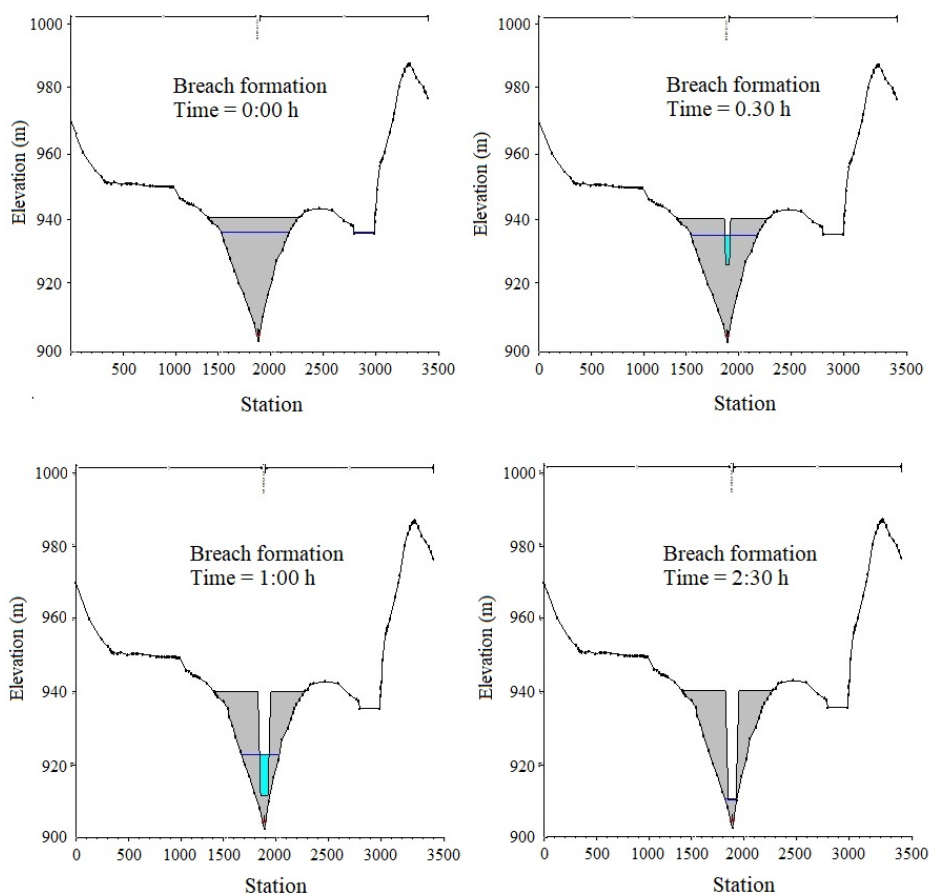 1000
980
960
940
920
900
Elevation (m)
Breach formation
Time = 0:00 h
500 1000 1500 2000 2500 3000 3500
Station
1000
980
960
940
920
900
Elevation (m)
Breach formation
Time = 0.30 h
0 500 1000 1500 2000 2500 3000 3500
Station
1000
980
960
940
920
900
Elevation (m)
Breach formation
Time = 1:00 h
0 500 1000 1500 2000 2500 3000 3500
Station
1000
980
960
940
920
900
Elevation (m)
Breach formation
Time = 2:30 h
0 500 1000 1500 2000 2500 3000 3500
Station